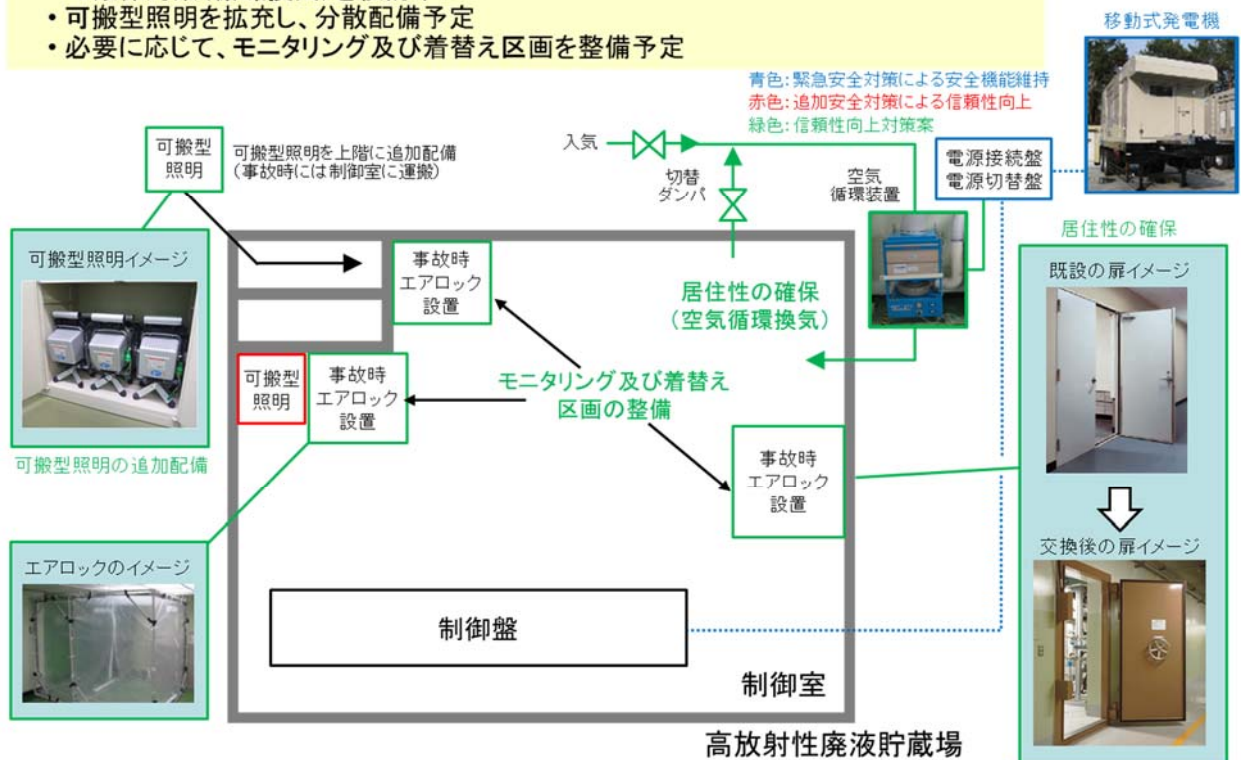 ・可搬型照明を拡充し、分散配備予定
・必要に応じて、モニタリング及び着替え区画を整備予定
移動式発電機
青色:緊急安全対策による安全機能維持
赤色:追加安全対策による信頼性向上
緑色:信頼性向上対策案
可搬型
照明
可搬型照明を上階に追加配備
(事故時には制御室に運搬)
入気
切替
ダンパ
空気
循環装置
電源接続盤
電源切替盤
可搬型照明イメージ
可搬型照明の追加配備
事故時
エアロック
設置
居住性の確保
(空気循環換気)
居住性の確保
既設の扉イメージ
可搬型
照明
事故時
エアロック
設置
モニタリング及び着替え
区画の整備
事故時
エアロック
設置
交換後の扉イメージ
エアロックのイメージ
制御盤
制御室
高放射性廃液貯蔵場